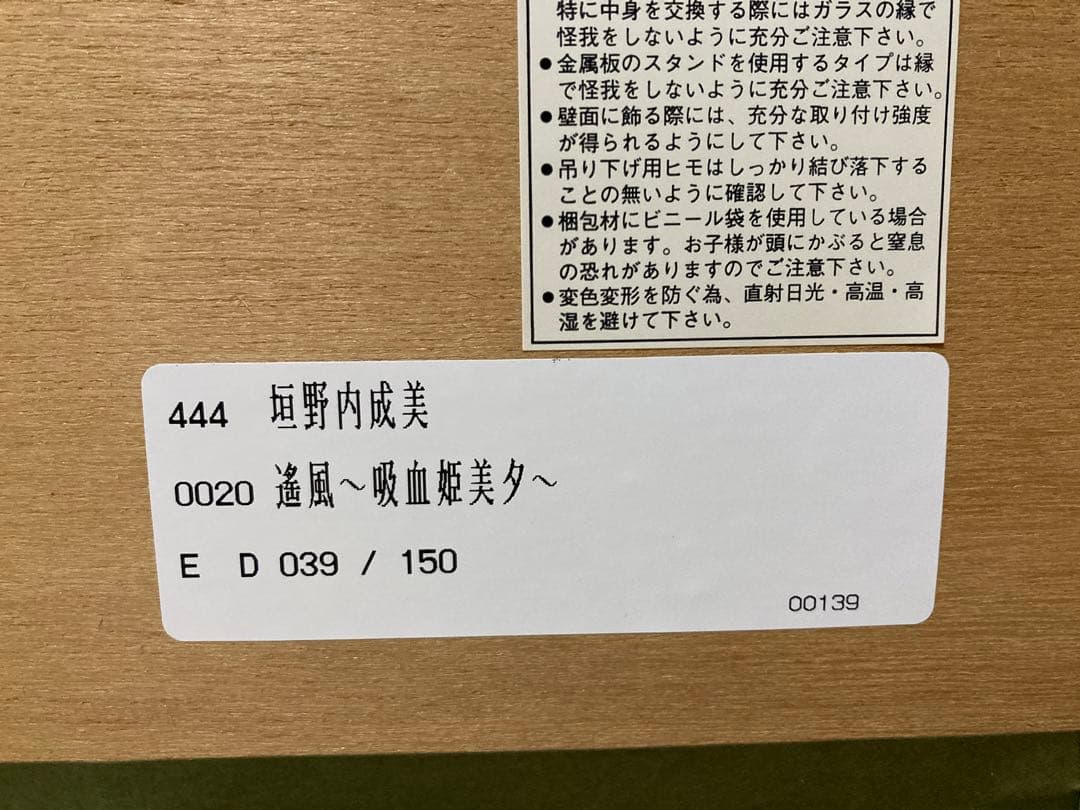 特に中身を交換する際にはガラスの縁で
怪我をしないように充分ご注意下さい。
●金属板のスタンドを使用するタイプは縁
で怪我をしないように充分ご注意下さい。
●壁面に飾る際には、充分な取り付け強度
が得られるようにして下さい。
●吊り下げ用ヒモはしっかり結び落下する
ことの無いように確認して下さい。
●梱包材にビニール袋を使用している場合
があります。お子様が頭にかぶると窒息
の恐れがありますのでご注意下さい。
●変色変形を防ぐ為、直射日光・高温・高
湿を避けて下さい。
444 垣野内成美
0020 遙風～吸血姫美夕～
E D 039 / 150
00139